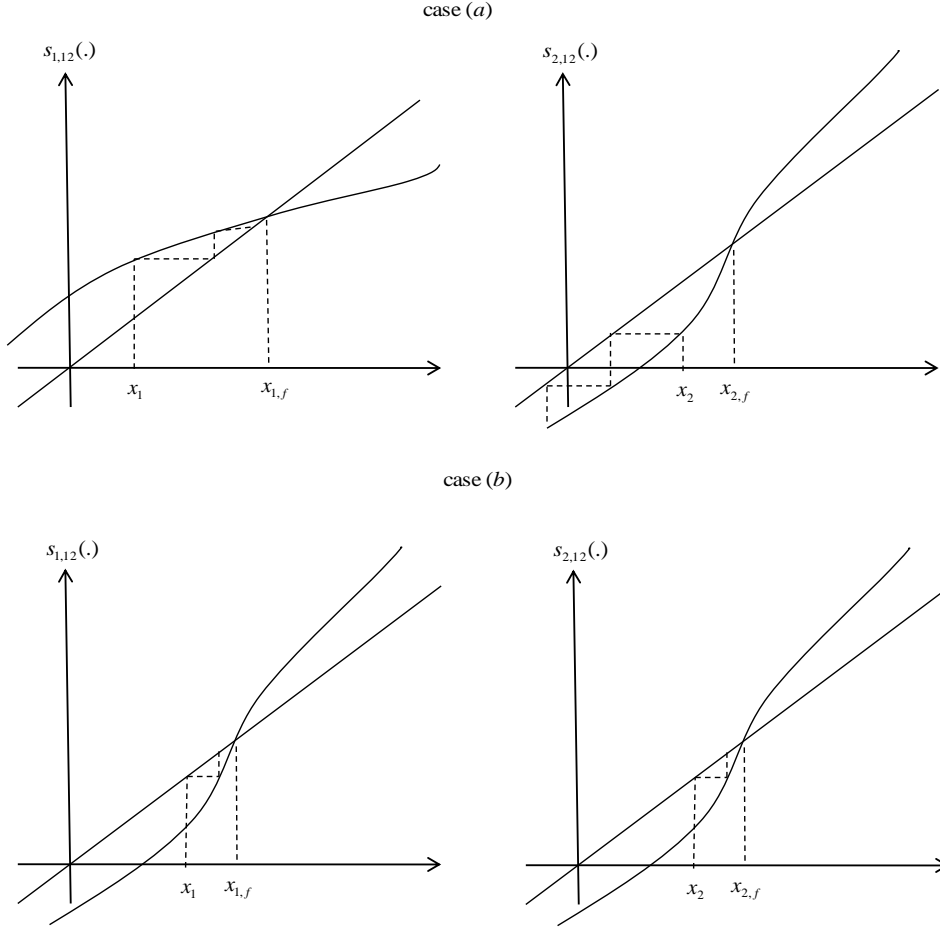 case (a)
s1,12(.) s2,12(.)
x1 x1,f x2 x2,f
case (b)
s1,12(.) s2,12(.)
x1 x1,f x2 x2,f